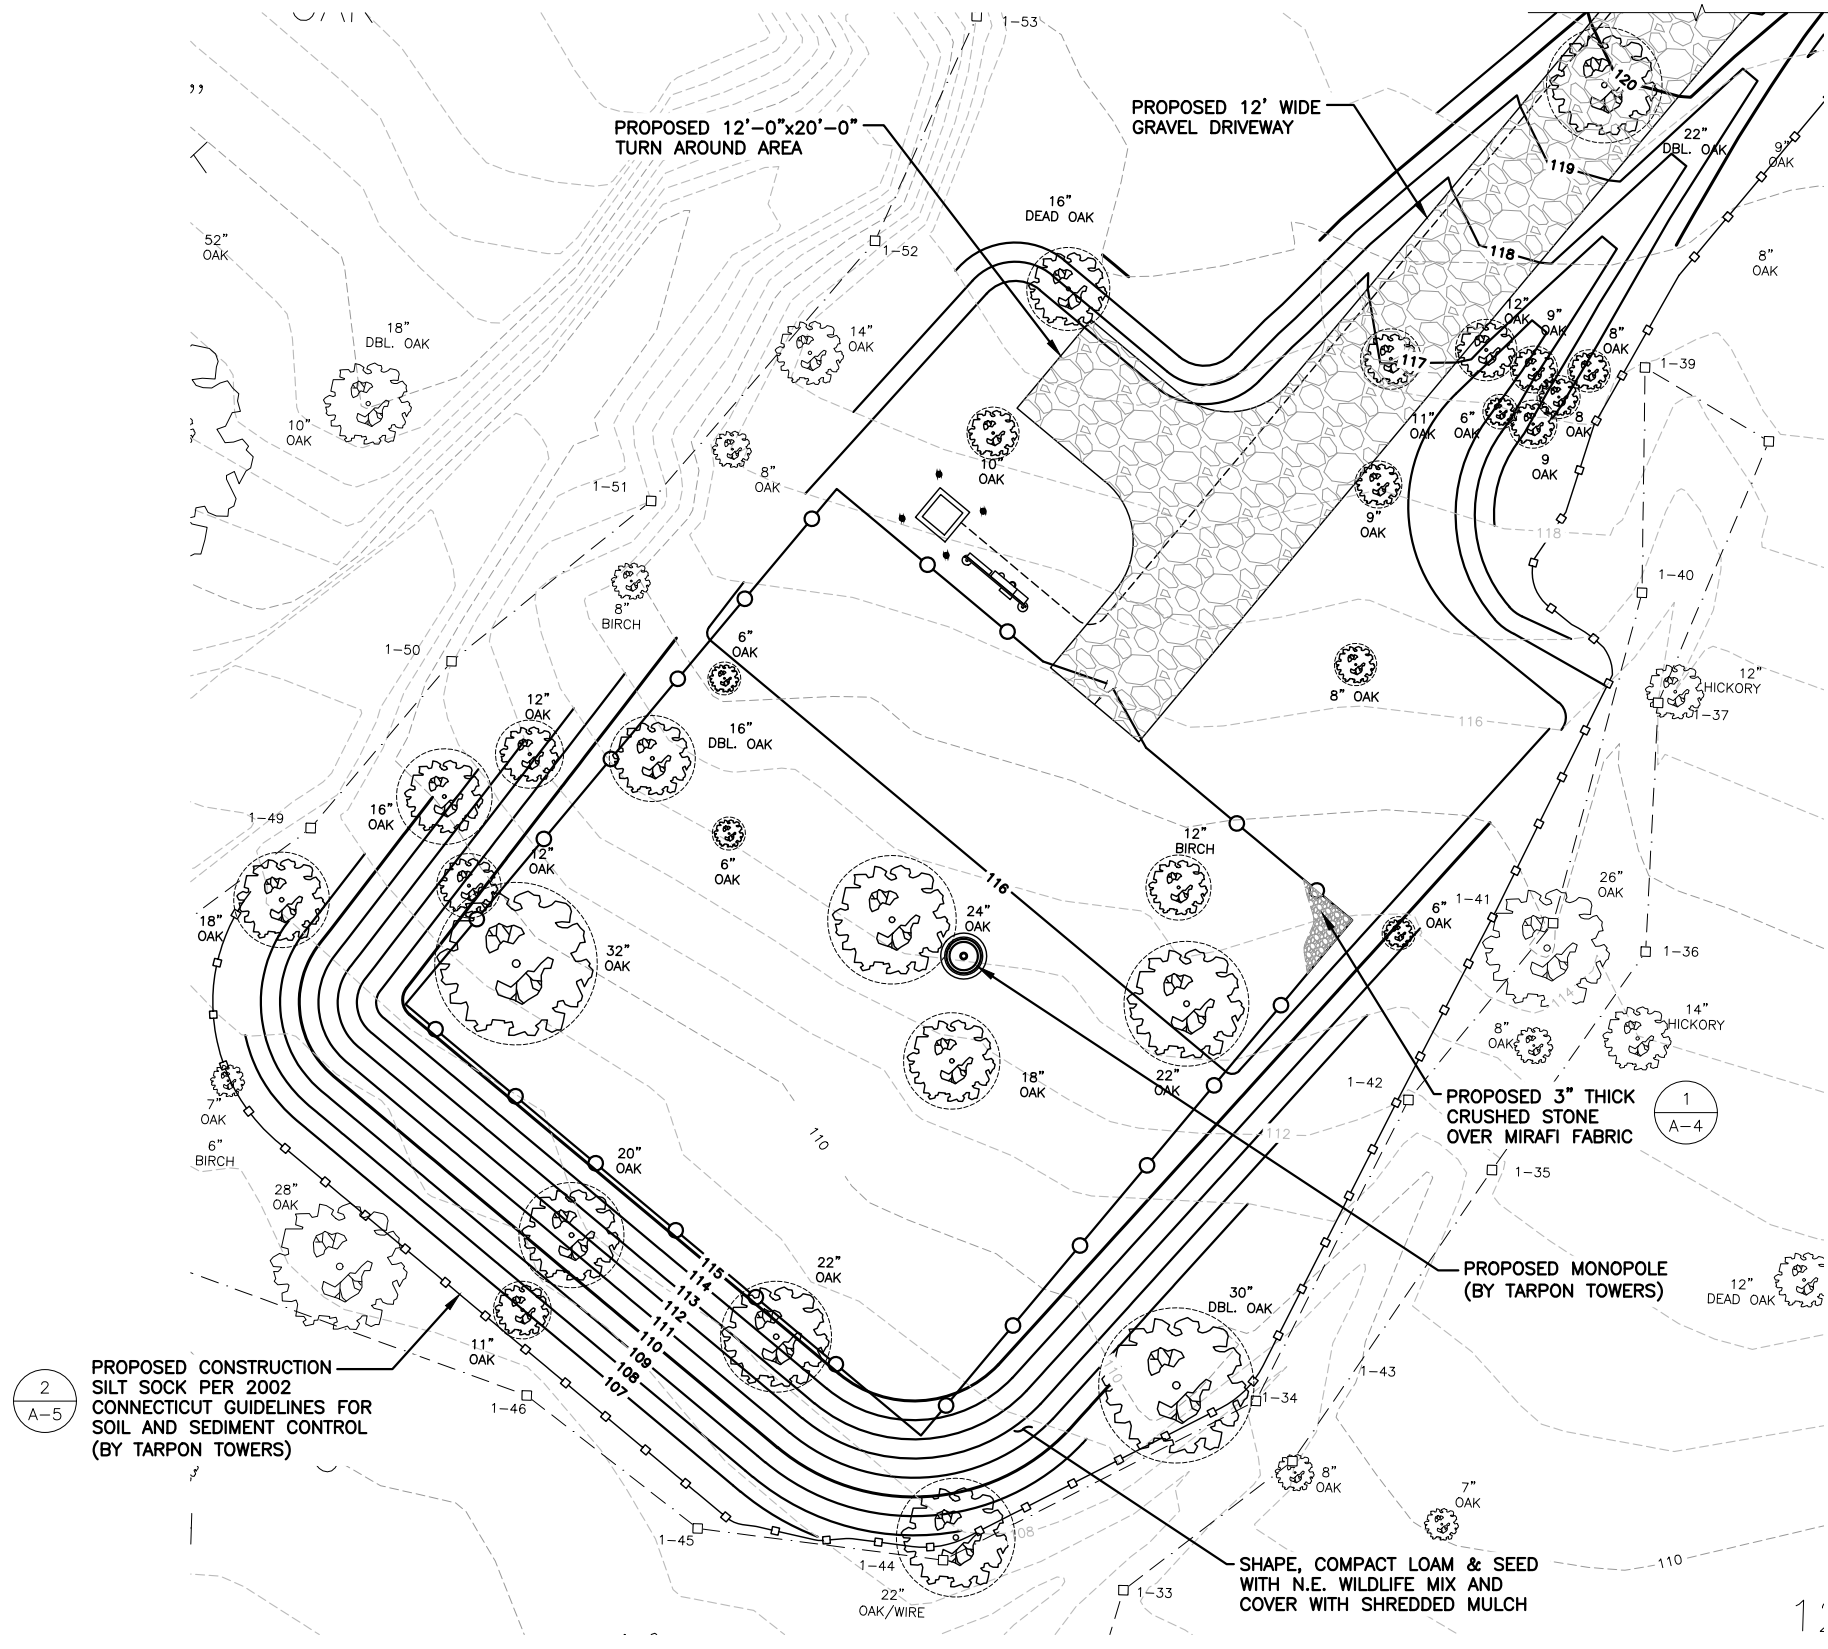 1-53
120
PROPOSED 12'-0"x20'-0"
TURN AROUND AREA
PROPOSED 12' WIDE
GRAVEL DRIVEWAY
22"
DBL. OAK
9"
OAK
119
16"
DEAD OAK
52"
OAK
1-52
118
8"
OAK
18"
DBL. OAK
14"
OAK
12"
OAK
9"
OAK
8"
OAK
117
1-39
10"
OAK
11"
OAK
6"
OAK
8
OAK
9
OAK
8"
OAK
10"
OAK
1-51
9"
OAK
118
1-40
8"
BIRCH
6"
OAK
1-50
12"
HICKORY
8" OAK
12"
OAK
16"
DBL. OAK
116
1-37
16"
OAK
1-49
12"
OAK
6"
OAK
12"
BIRCH
116
26"
OAK
1-41
6"
OAK
18"
OAK
24"
OAK
32"
OAK
1-36
114
14"
HICKORY
8"
OAK
22"
OAK
18"
OAK
1-42
7"
OAK
PROPOSED 3" THICK
CRUSHED STONE
OVER MIRAFI FABRIC
1
A-4
110
112
6"
BIRCH
20"
OAK
1-35
28"
OAK
115
114
113
112
111
110
109
108
107
22"
OAK
PROPOSED MONOPOLE
(BY TARPON TOWERS)
12"
DEAD OAK
30"
DBL. OAK
11"
OAK
2
A-5
PROPOSED CONSTRUCTION
SILT SOCK PER 2002
CONNECTICUT GUIDELINES FOR
SOIL AND SEDIMENT CONTROL
(BY TARPON TOWERS)
1-43
1-34
1-46
8"
OAK
7"
OAK
1-45
108
1-44
22"
OAK/WIRE
1-33
SHAPE, COMPACT LOAM & SEED
WITH N.E. WILDLIFE MIX AND
COVER WITH SHREDDED MULCH
110